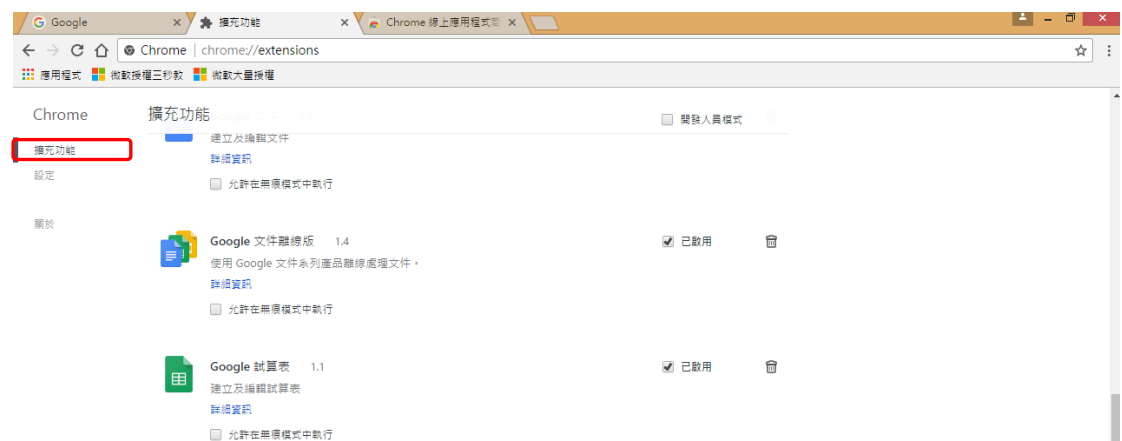 Google
擴充功能
Chrome 線上應用程式商
Chrome | chrome://extensions
應用程式 微軟授權三秒教 微軟大量授權
Chrome
擴充功能
設定
關於
擴充功能
開發人員模式
建立及編輯文件
詳細資訊
允許在無痕模式中執行
Google 文件離線版 1.4
已啟用
使用 Google 文件系列產品離線處理文件。
詳細資訊
允許在無痕模式中執行
Google 試算表 1.1
已啟用
建立及編輯試算表
詳細資訊
允許在無痕模式中執行